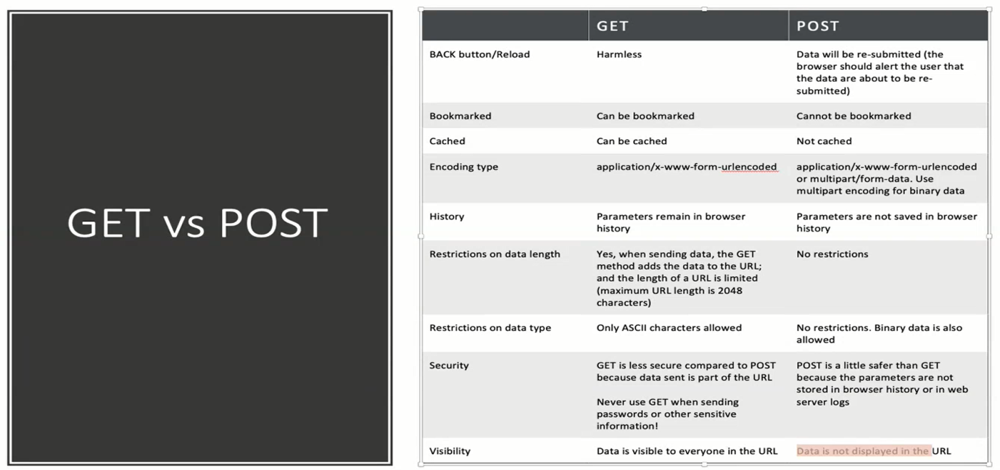 GET vs POST
GET
POST
BACK button/Reload
Harmless
Data will be re-submitted (the
browser should alert the user that
the data are about to be re-
submitted)
Bookmarked
Can be bookmarked
Cannot be bookmarked
Cached
Can be cached
Not cached
Encoding type
application/x-www-form-urlencoded
application/x-www-form-urlencoded
or multipart/form-data. Use
multipart encoding for binary data
History
Parameters remain in browser
history
Parameters are not saved in browser
history
Restrictions on data length
Yes, when sending data, the GET
method adds the data to the URL;
and the length of a URL is limited
(maximum URL length is 2048
characters)
No restrictions
Restrictions on data type
Only ASCII characters allowed
No restrictions. Binary data is also
allowed
Security
GET is less secure compared to POST
because data sent is part of the URL
Never use GET when sending
passwords or other sensitive
information!
POST is a little safer than GET
because the parameters are not
stored in browser history or in web
server logs
Visibility
Data is visible to everyone in the URL
Data is not displayed in the URL